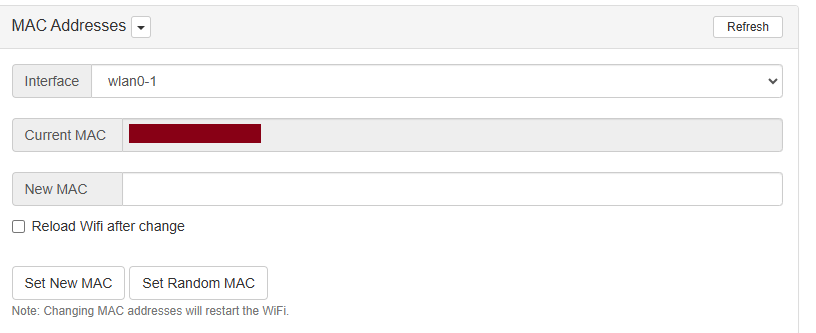 MAC Addresses
Refresh
Interface wlan0-1
Current MAC
New MAC
Reload Wifi after change
Set New MAC Set Random MAC
Note: Changing MAC addresses will restart the WiFi.